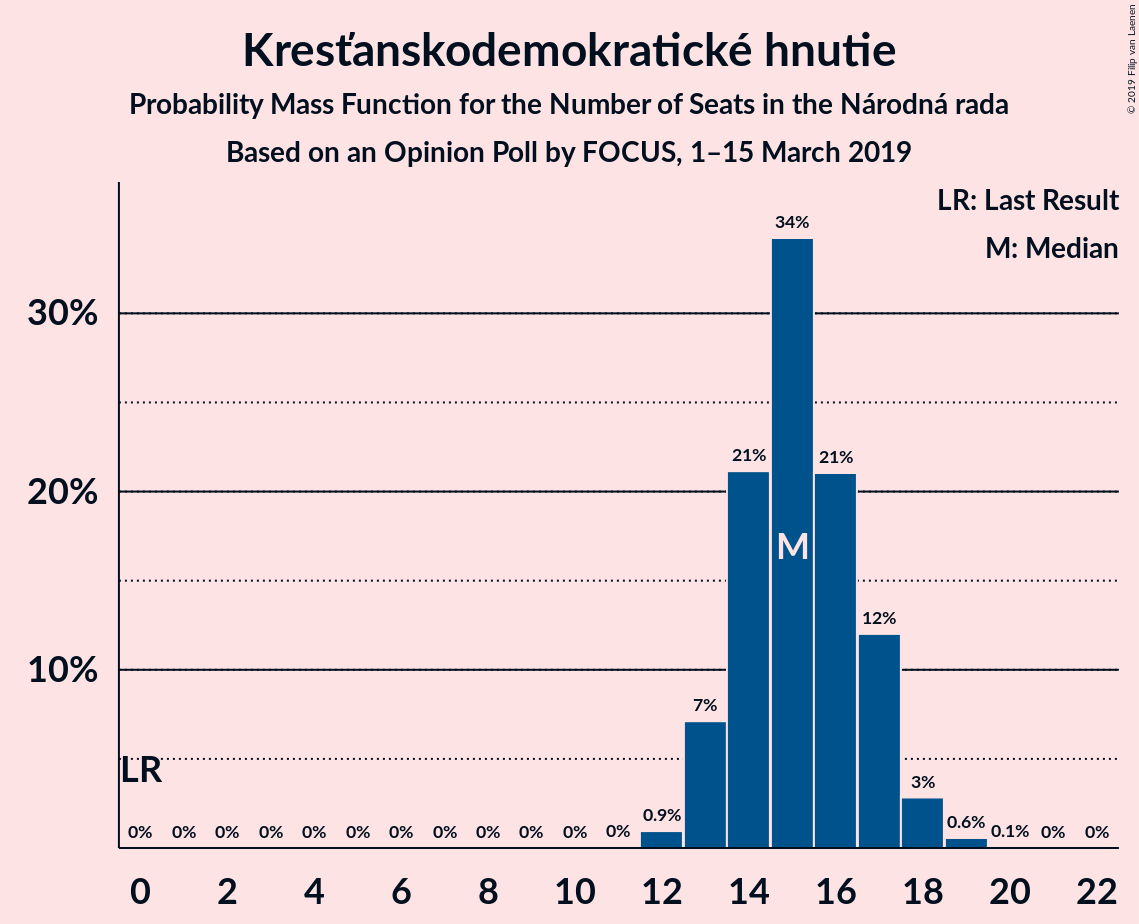 Kresťanskodemokratické hnutie
Probability Mass Function for the Number of Seats in the Národná rada
Based on an Opinion Poll by FOCUS, 1–15 March 2019
© 2019 Filip van Laenen
LR: Last Result
M: Median
34%
30%
21% 21%
20%
M
12%
10%
7%
LR
3%
0% 0% 0% 0% 0% 0% 0% 0% 0% 0% 0% 0% 0.9% 0.6% 0.1% 0% 0%
0 2 4 6 8 10 12 14 16 18 20 22